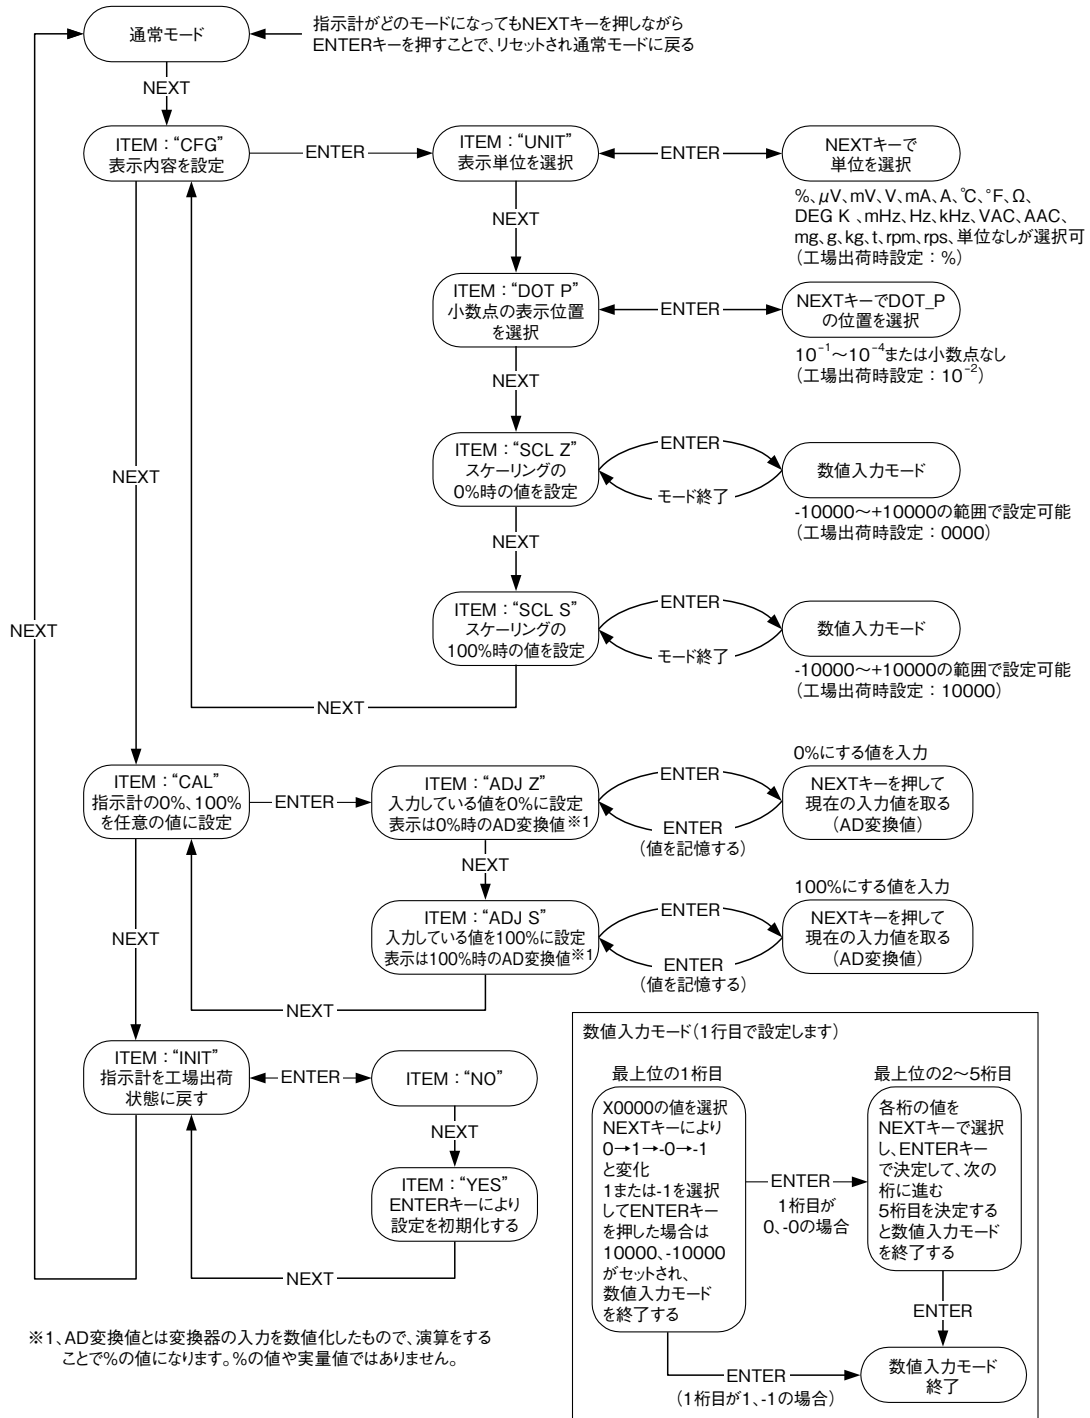 通常モード
指示計がどのモードになってもNEXTキーを押しながら
ENTERキーを押すことで、リセットされ通常モードに戻る
NEXT
ITEM：“CFG”
表示内容を設定
ENTER
ITEM：“UNIT”
表示単位を選択
ENTER
NEXTキーで
単位を選択
%、μV、mV、V、mA、A、℃、°F、Ω、
DEG K 、mHz、Hz、kHz、VAC、AAC、
mg、g、kg、t、rpm、rps、単位なしが選択可
（工場出荷時設定：%）
NEXT
ITEM：“DOT P”
小数点の表示位置
を選択
ENTER
NEXTキーでDOT_P
の位置を選択
10⁻¹～10⁻⁴または小数点なし
（工場出荷時設定：10⁻²）
NEXT
ITEM：“SCL Z”
スケーリングの
0%時の値を設定
ENTER
モード終了
数値入力モード
-10000～+10000の範囲で設定可能
（工場出荷時設定：0000）
NEXT
NEXT
ITEM：“SCL S”
スケーリングの
100%時の値を設定
ENTER
モード終了
数値入力モード
-10000～+10000の範囲で設定可能
（工場出荷時設定：10000）
NEXT
NEXT
ITEM：“CAL”
指示計の0%、100%
を任意の値に設定
ENTER
ITEM：“ADJ Z”
入力している値を0%に設定
表示は0%時のAD変換値※1
ENTER
ENTER
（値を記憶する）
0%にする値を入力
NEXTキーを押して
現在の入力値を取る
（AD変換値）
NEXT
ITEM：“ADJ S”
入力している値を100%に設定
表示は100%時のAD変換値※1
ENTER
ENTER
（値を記憶する）
100%にする値を入力
NEXTキーを押して
現在の入力値を取る
（AD変換値）
NEXT
NEXT
ITEM：“INIT”
指示計を工場出荷
状態に戻す
ENTER
ITEM：“NO”
NEXT
ITEM：“YES”
ENTERキーにより
設定を初期化する
NEXT
数値入力モード（1行目で設定します）
最上位の1桁目
X0000の値を選択
NEXTキーにより
0→1→-0→-1
と変化
1または-1を選択
してENTERキー
を押した場合は
10000、-10000
がセットされ、
数値入力モード
を終了する
ENTER
1桁目が
0、-0の場合
最上位の2～5桁目
各桁の値を
NEXTキーで選択
し、ENTERキー
で決定して、次の
桁に進む
5桁目を決定する
と数値入力モード
を終了する
ENTER
ENTER
（1桁目が1、-1の場合）
数値入力モード
終了
※1、AD変換値とは変換器の入力を数値化したもので、演算をする
ことで%の値になります。%の値や実量値ではありません。